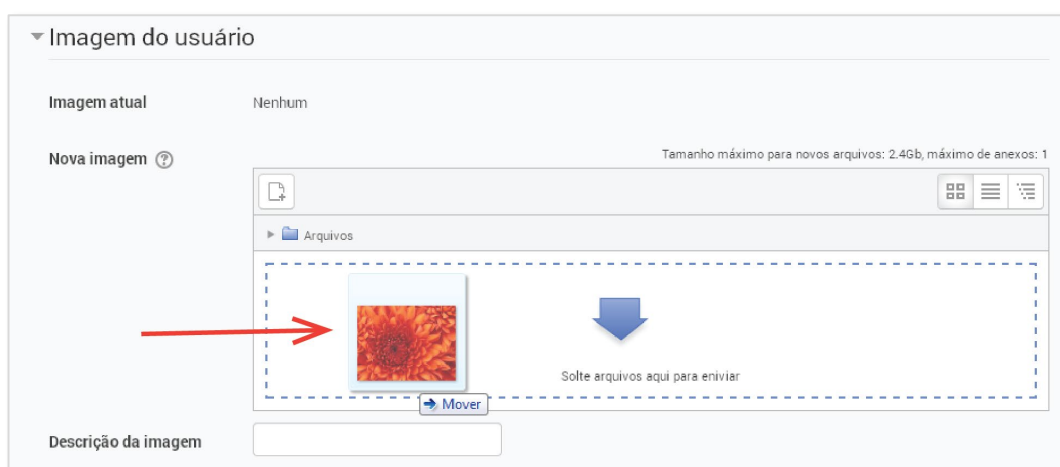 Imagem do usuário
Imagem atual
Nenhum
Nova imagem ?
Tamanho máximo para novos arquivos: 2.4Gb, máximo de anexos: 1
Arquivos
Solte arquivos aqui para eniviar
Mover
Descrição da imagem